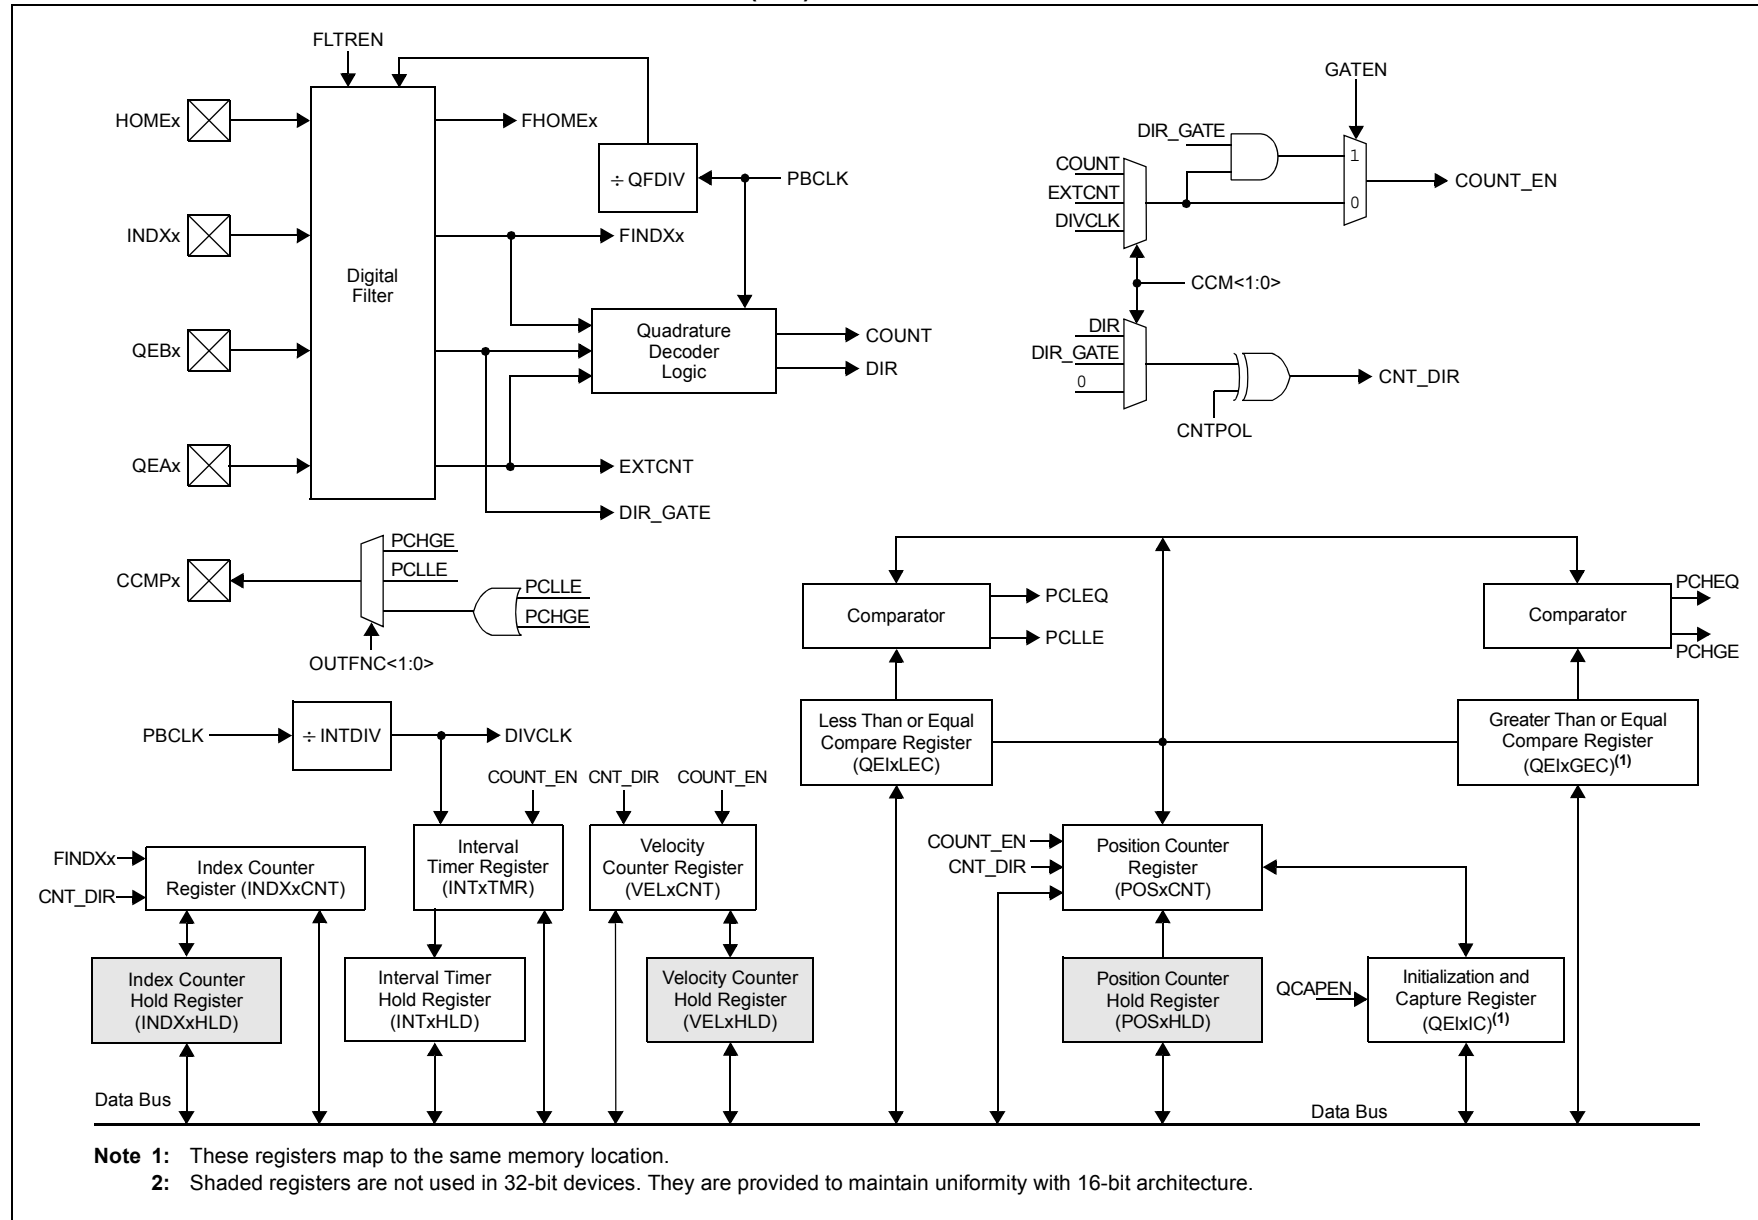 FLTREN
HOMEx
FHOMEx
÷ QFDIV
PBCLK
INDXx
FINDXx
Digital
Filter
QEBx
Quadrature
Decoder
Logic
COUNT
DIR
QEAx
EXTCNT
DIR_GATE
GATEN
DIR_GATE
COUNT
EXTCNT
DIVCLK
1
0
COUNT_EN
CCM<1:0>
DIR
DIR_GATE
0
CNT_DIR
CNTPOL
CCMPx
PCHGE
PCLLE
PCLLE
PCHGE
OUTFNC<1:0>
Comparator
PCLEQ
PCLLE
Comparator
PCHEQ
PCHGE
PBCLK
÷ INTDIV
DIVCLK
Less Than or Equal
Compare Register
(QEIxLEC)
Greater Than or Equal
Compare Register
(QEIxGEC)(1)
COUNT_EN
CNT_DIR
COUNT_EN
FINDXx
CNT_DIR
Index Counter
Register (INDXxCNT)
Interval
Timer Register
(INTxTMR)
Velocity
Counter Register
(VELxCNT)
COUNT_EN
CNT_DIR
Position Counter
Register
(POSxCNT)
Index Counter
Hold Register
(INDXxHLD)
Interval Timer
Hold Register
(INTxHLD)
Velocity Counter
Hold Register
(VELxHLD)
Position Counter
Hold Register
(POSxHLD)
QCAPEN
Initialization and
Capture Register
(QEIxIC)(1)
Data Bus
Data Bus
Note 1: These registers map to the same memory location.
2: Shaded registers are not used in 32-bit devices. They are provided to maintain uniformity with 16-bit architecture.